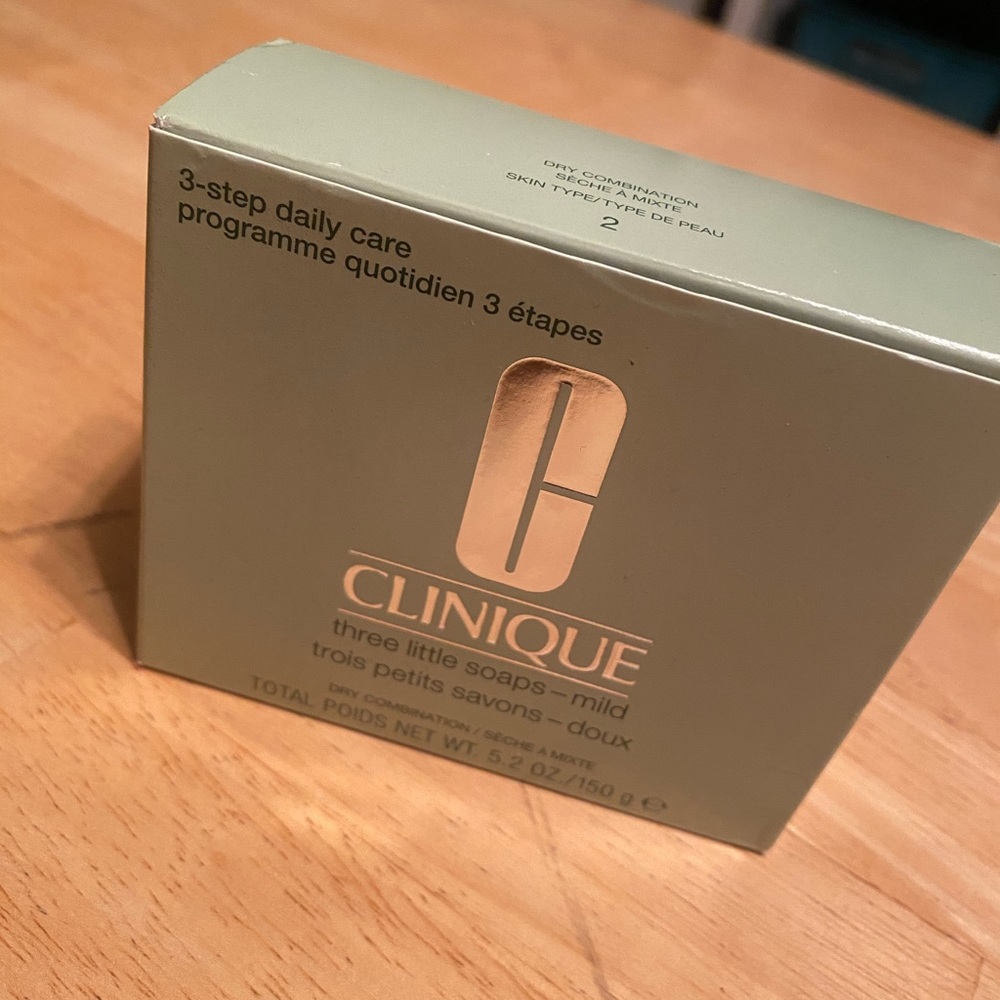 DRY COMBINATION
SÈCHE À MIXTE
SKIN TYPE/TYPE DE PEAU
2
3-step daily care
programme quotidien 3 étapes
CLINIQUE
three little soaps – mild
trois petits savons – doux
DRY COMBINATION / SÈCHE À MIXTE
TOTAL POIDS NET WT. 5.2 OZ./150 g ℮